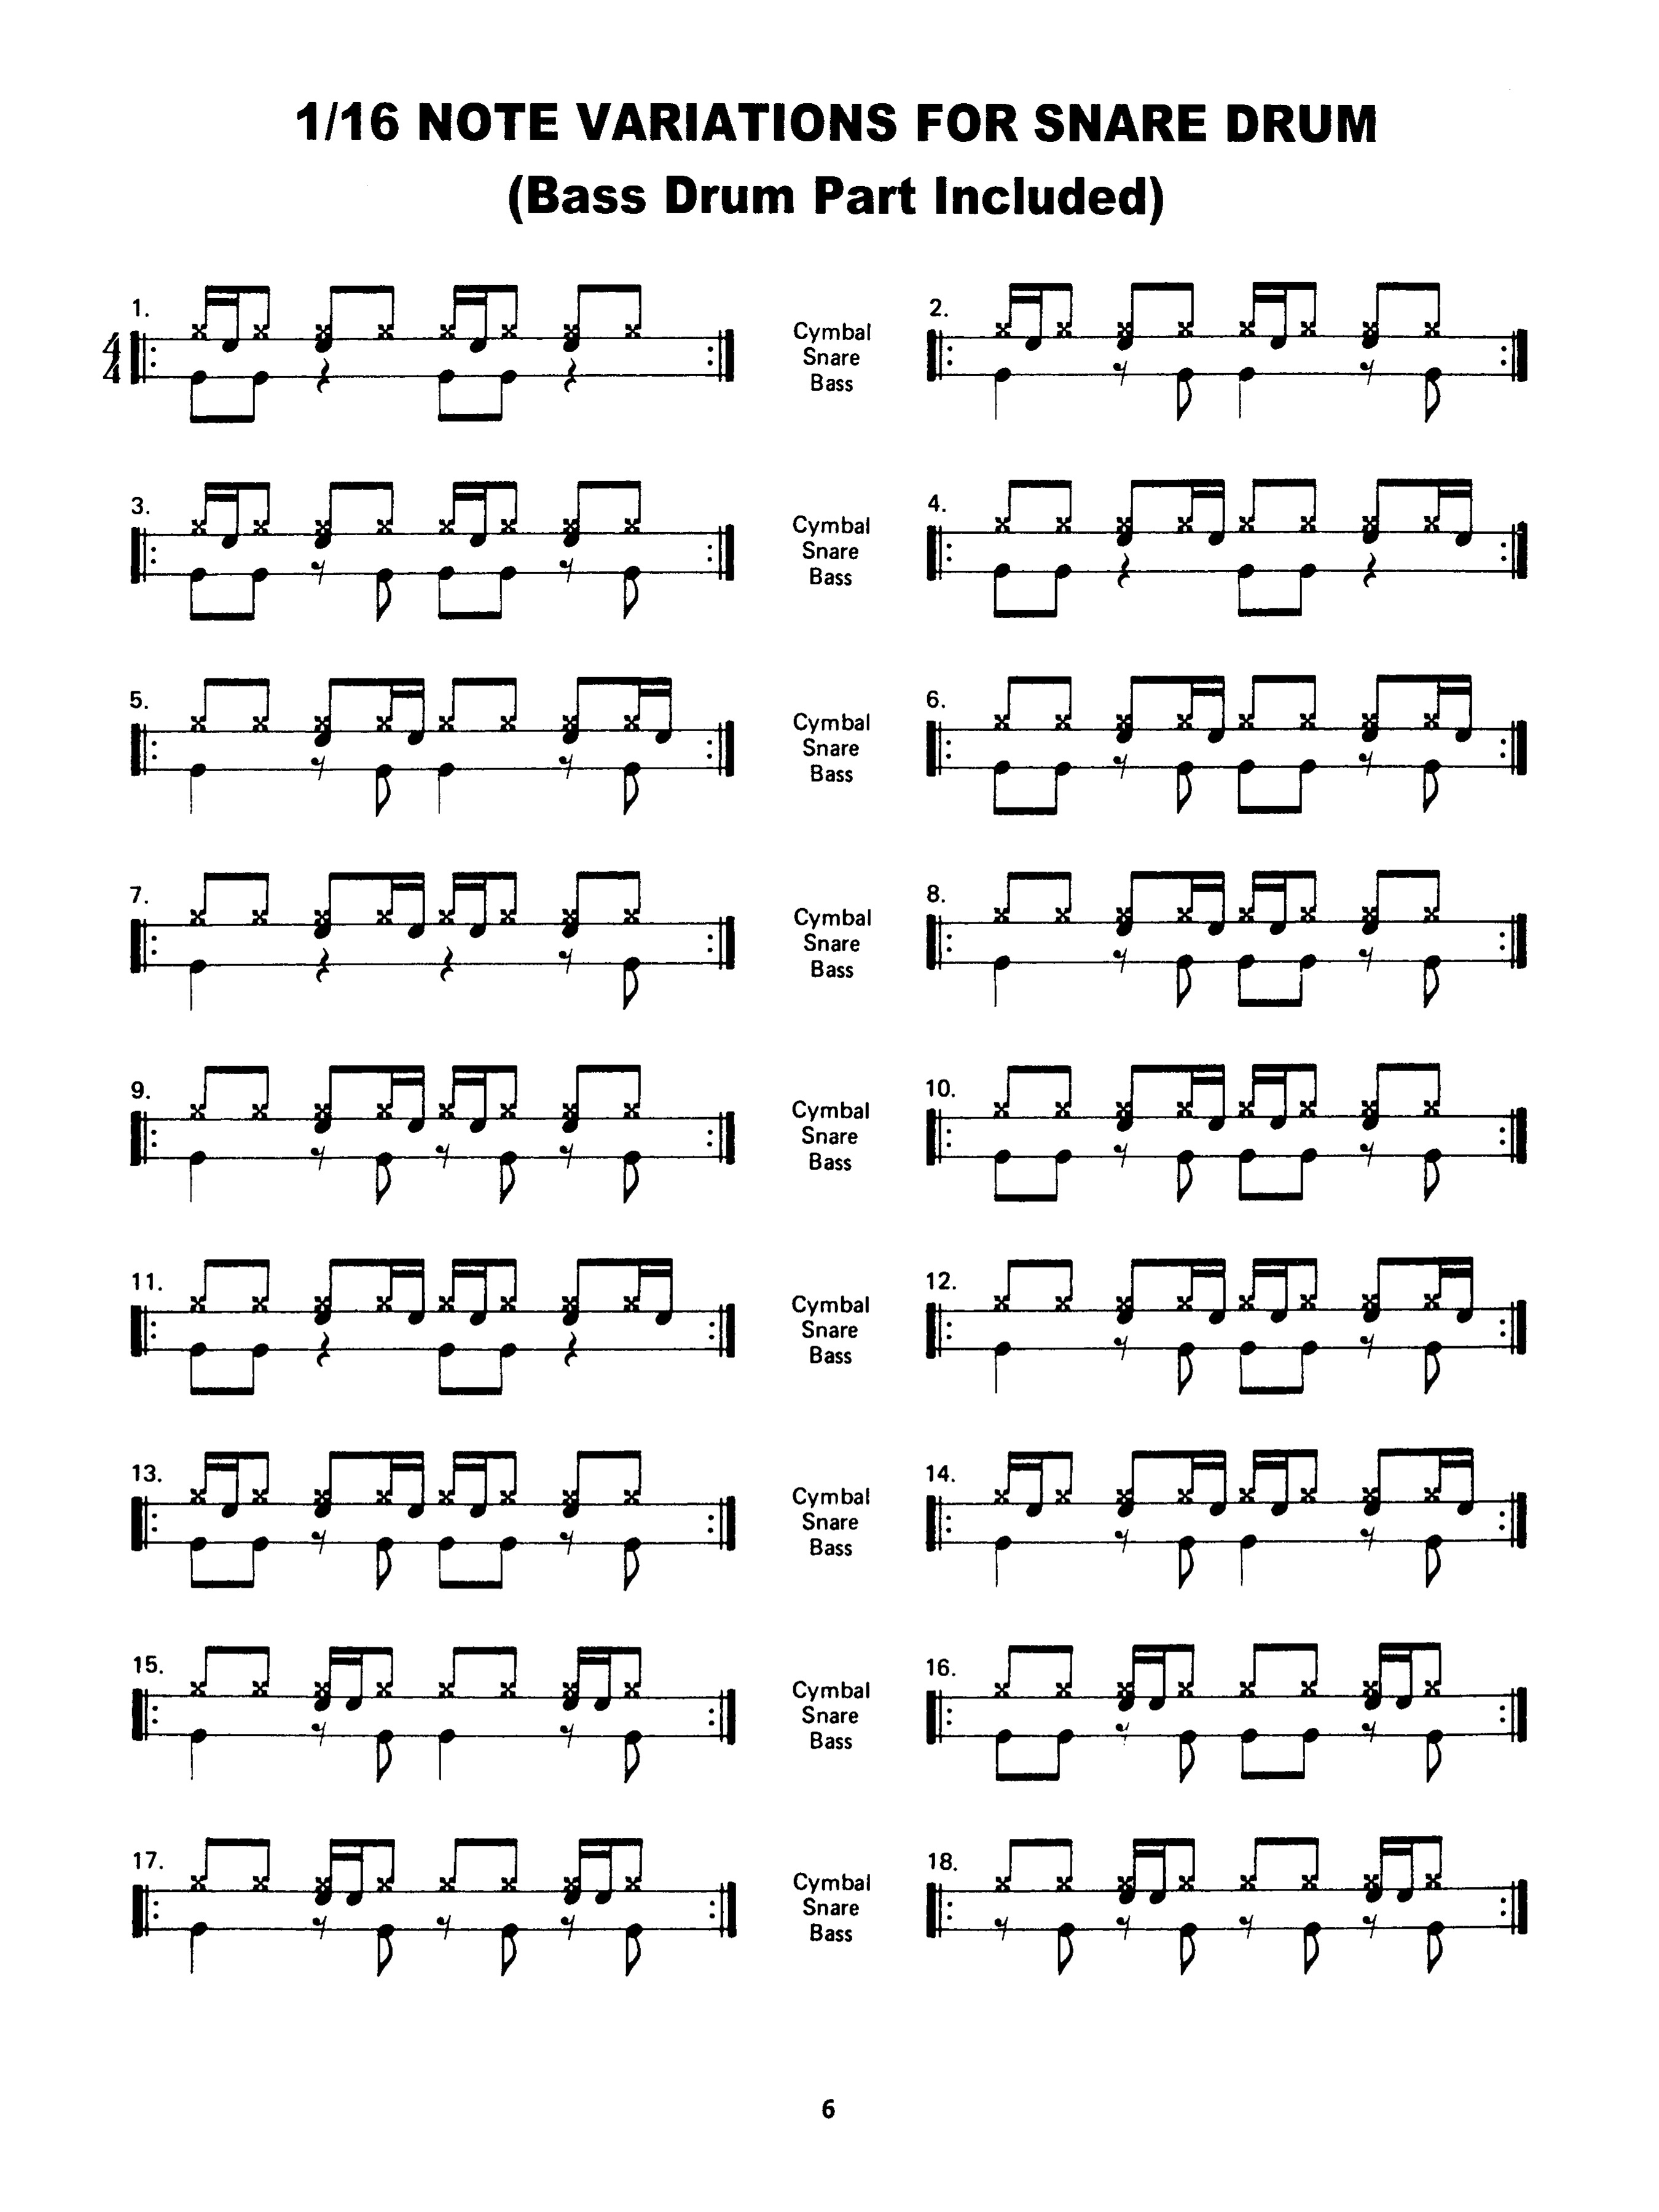 1/16 NOTE VARIATIONS FOR SNARE DRUM
(Bass Drum Part Included)
1.
4
4
Cymbal
Snare
Bass
2.
3.
Cymbal
Snare
Bass
4.
5.
Cymbal
Snare
Bass
6.
7.
Cymbal
Snare
Bass
8.
9.
Cymbal
Snare
Bass
10.
11.
Cymbal
Snare
Bass
12.
13.
Cymbal
Snare
Bass
14.
15.
Cymbal
Snare
Bass
16.
17.
Cymbal
Snare
Bass
18.
6